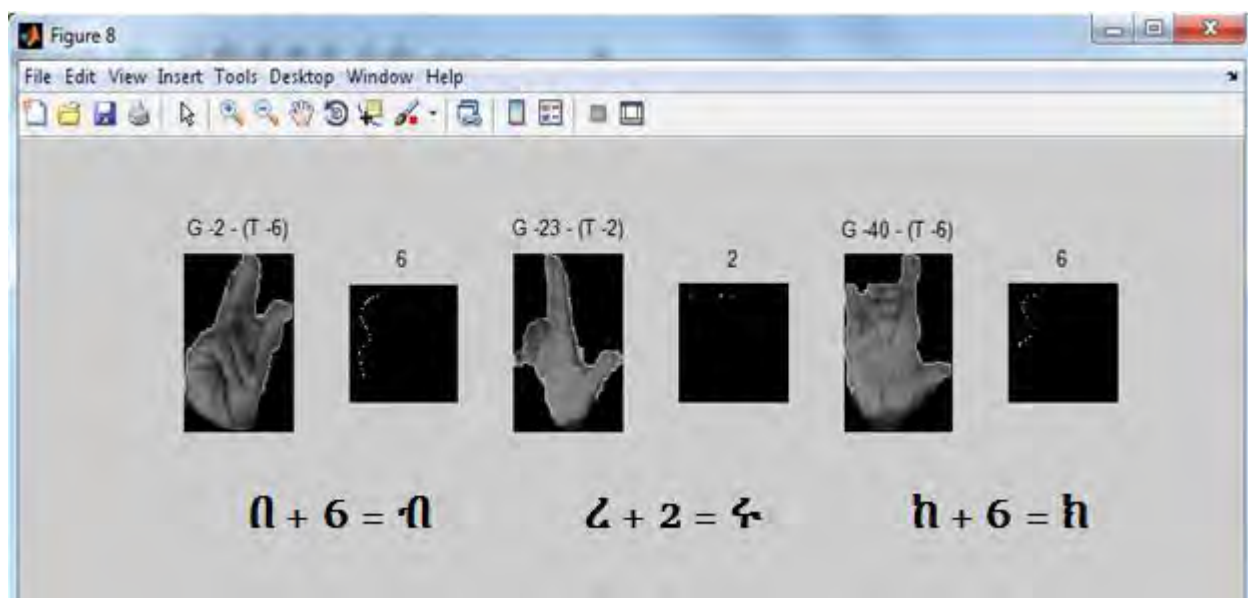 Figure 8
File Edit View Insert Tools Desktop Window Help
G -2 - (T -6)
6
G -23 - (T -2)
2
G -40 - (T -6)
6
በ + 6 = ብ
ረ + 2 = ሩ
ከ + 6 = ክ